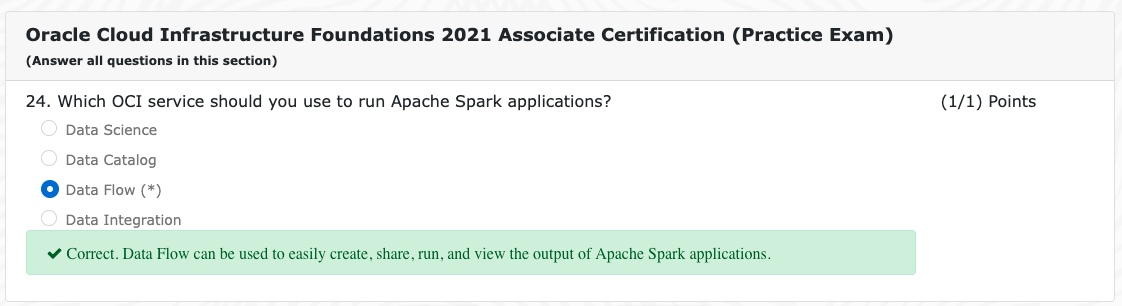 Oracle Cloud Infrastructure Foundations 2021 Associate Certification (Practice Exam)
(Answer all questions in this section)
24. Which OCI service should you use to run Apache Spark applications? (1/1) Points
Data Science
Data Catalog
Data Flow (*)
Data Integration
✔ Correct. Data Flow can be used to easily create, share, run, and view the output of Apache Spark applications.